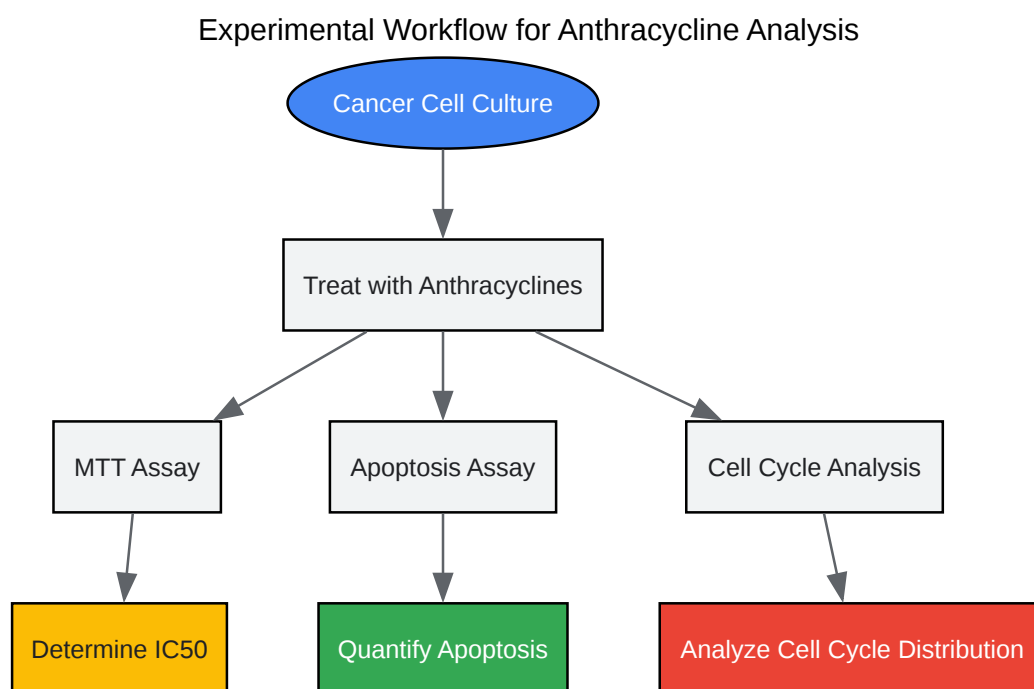 Experimental Workflow for Anthracycline Analysis
Cancer Cell Culture
Treat with Anthracyclines
MTT Assay
Apoptosis Assay
Cell Cycle Analysis
Determine IC50
Quantify Apoptosis
Analyze Cell Cycle Distribution